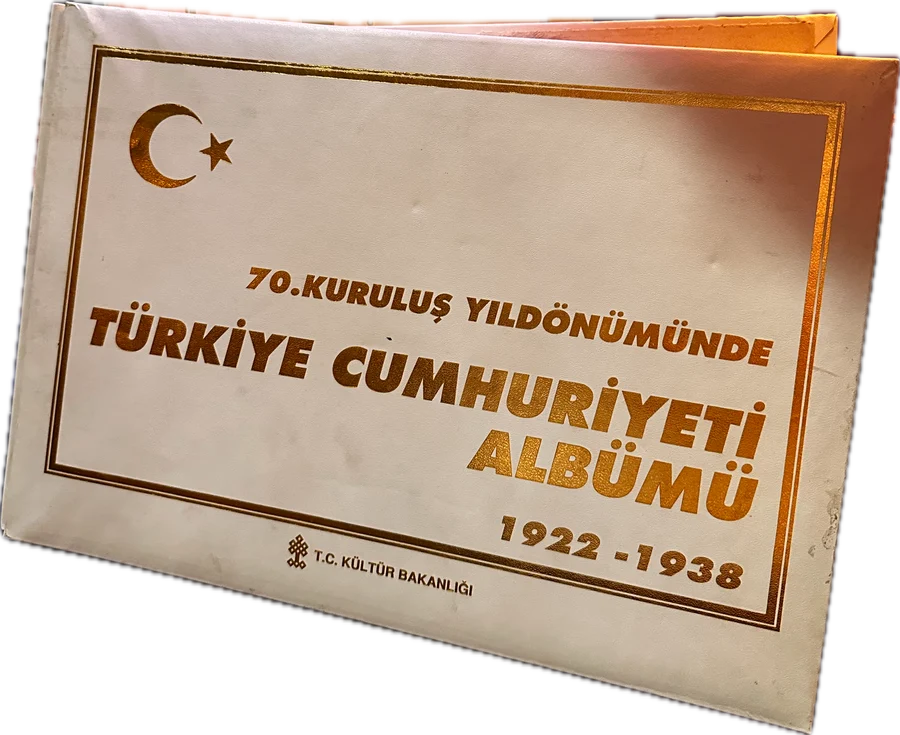 70.KURULUŞ YILDÖNÜMÜNDE
TÜRKİYE CUMHURİYETİ
ALBÜMÜ
1922 -1938
T.C. KÜLTÜR BAKANLIĞI